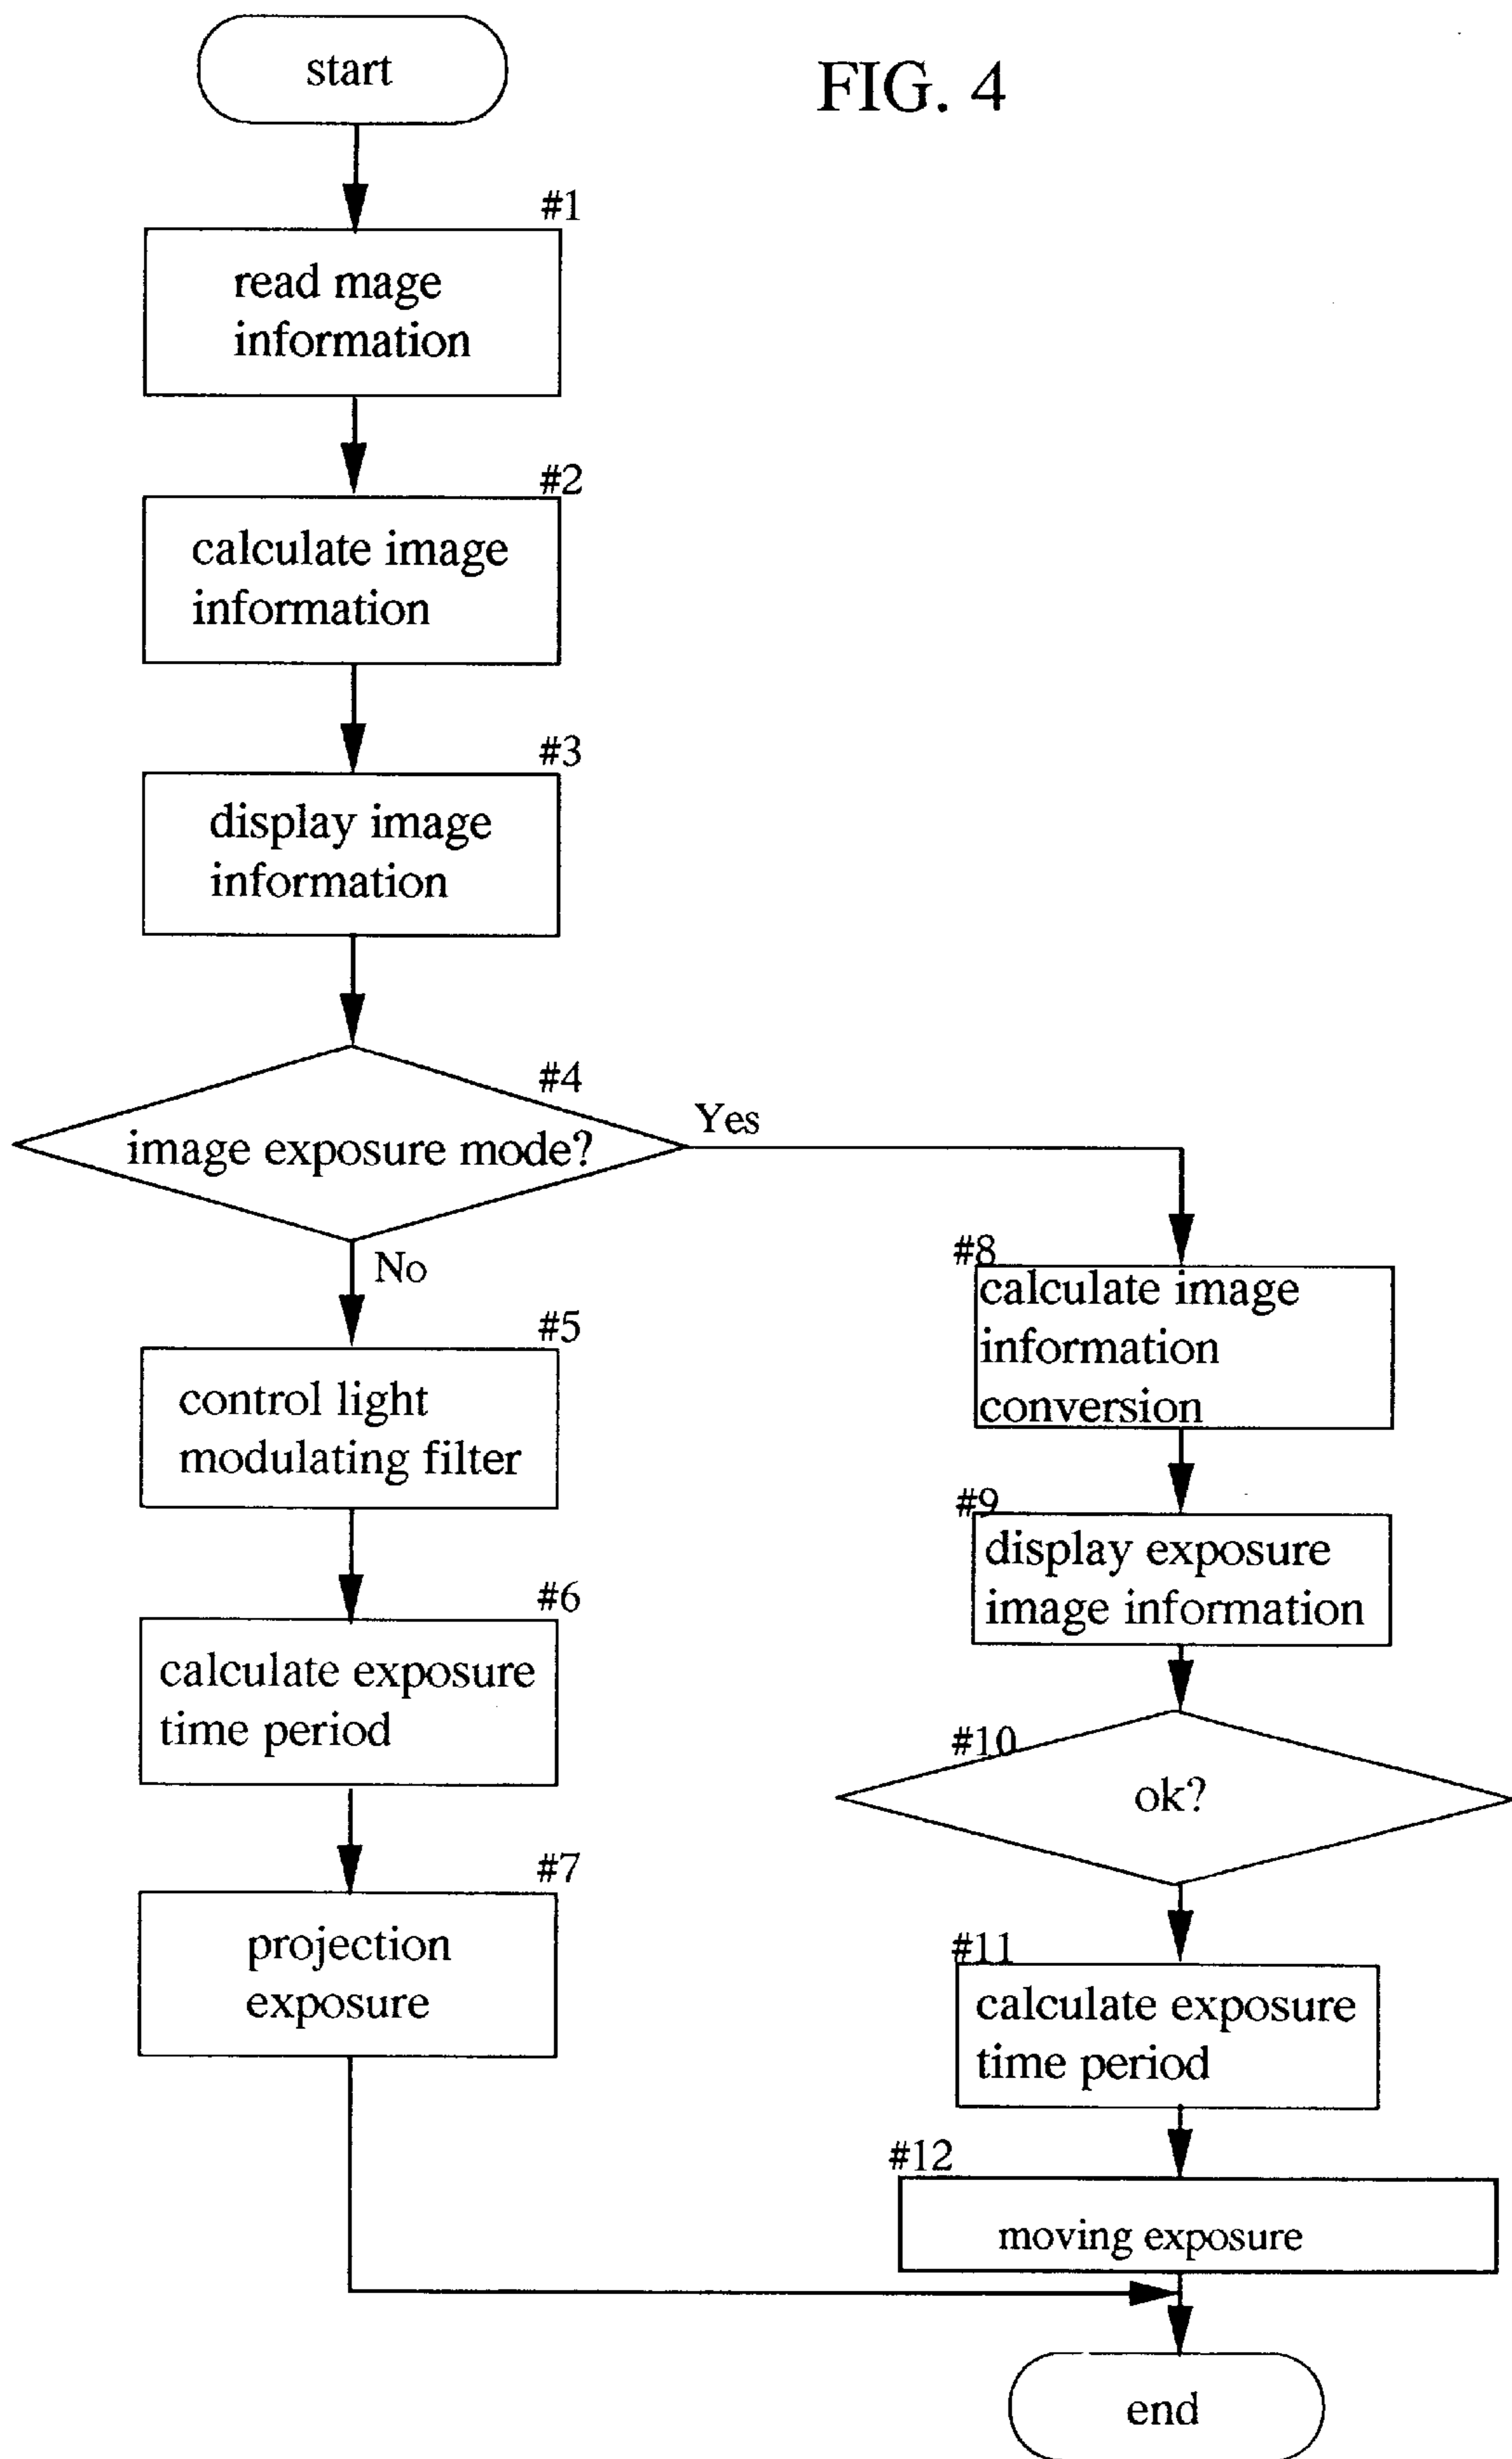 FIG. 4
start
#1
read mage
information
#2
calculate image
information
#3
display image
information
#4
image exposure mode?
Yes
No
#5
control light
modulating filter
#6
calculate exposure
time period
#7
projection
exposure
#8
calculate image
information
conversion
#9
display exposure
image information
#10
ok?
#11
calculate exposure
time period
#12
moving exposure
end